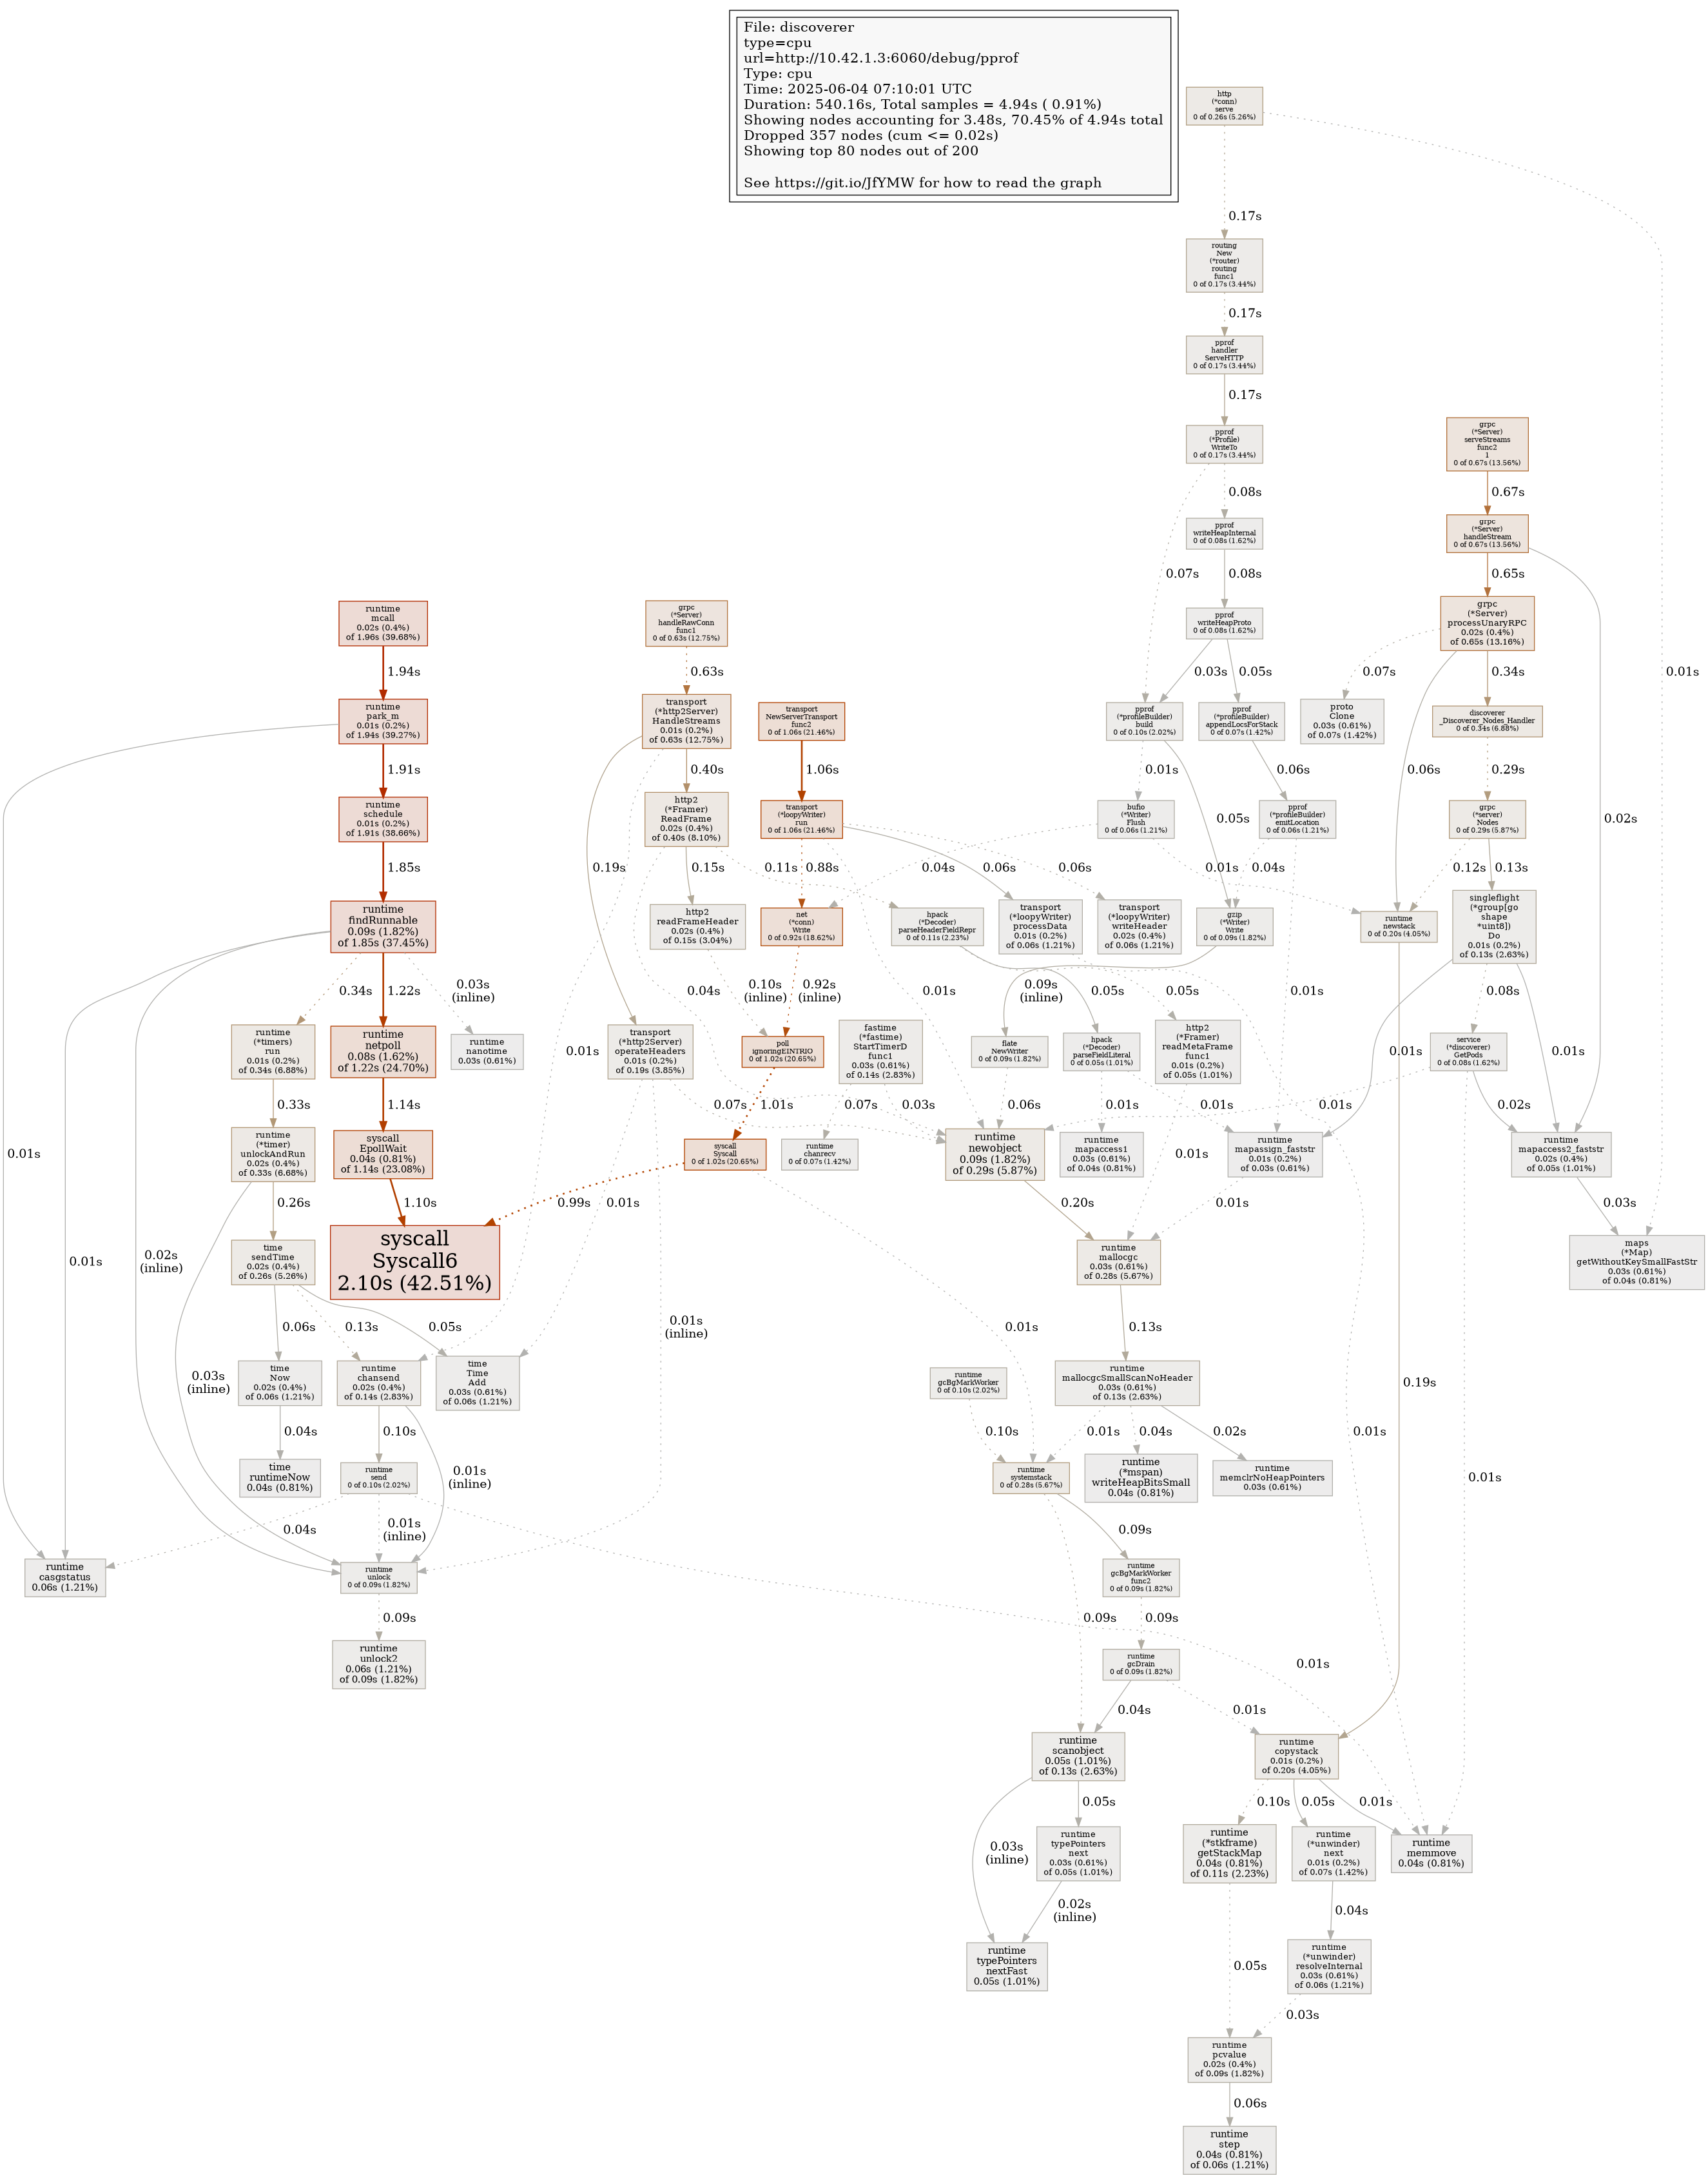 File: discoverer
type=cpu
url=http://10.42.1.3:6060/debug/pprof
Type: cpu
Time: 2025-06-04 07:10:01 UTC
Duration: 540.16s, Total samples = 4.94s ( 0.91%)
Showing nodes accounting for 3.48s, 70.45% of 4.94s total
Dropped 357 nodes (cum <= 0.02s)
Showing top 80 nodes out of 200
See https://git.io/JfYMW for how to read the graph
http
(*conn)
serve
0 of 0.26s (5.26%)
0.17s
routing
New
(*router)
routing
func1
0 of 0.17s (3.44%)
0.17s
pprof
handler
ServeHTTP
0 of 0.17s (3.44%)
0.17s
pprof
(*Profile)
WriteTo
0 of 0.17s (3.44%)
grpc
(*Server)
serveStreams
func2
1
0 of 0.67s (13.56%)
0.08s
0.67s
pprof
writeHeapInternal
0 of 0.08s (1.62%)
grpc
(*Server)
handleStream
0 of 0.67s (13.56%)
0.07s
0.08s
0.65s
runtime
mcall
0.02s (0.4%)
of 1.96s (39.68%)
grpc
(*Server)
handleRawConn
func1
0 of 0.63s (12.75%)
pprof
writeHeapProto
0 of 0.08s (1.62%)
grpc
(*Server)
processUnaryRPC
0.02s (0.4%)
of 0.65s (13.16%)
1.94s
0.63s
0.03s
0.05s
0.07s
0.34s
0.01s
runtime
park_m
0.01s (0.2%)
of 1.94s (39.27%)
transport
(*http2Server)
HandleStreams
0.01s (0.2%)
of 0.63s (12.75%)
transport
NewServerTransport
func2
0 of 1.06s (21.46%)
pprof
(*profileBuilder)
build
0 of 0.10s (2.02%)
pprof
(*profileBuilder)
appendLocsForStack
0 of 0.07s (1.42%)
proto
Clone
0.03s (0.61%)
of 0.07s (1.42%)
discoverer
_Discoverer_Nodes_Handler
0 of 0.34s (6.88%)
1.91s
0.40s
1.06s
0.01s
0.06s
0.06s
0.29s
runtime
schedule
0.01s (0.2%)
of 1.91s (38.66%)
http2
(*Framer)
ReadFrame
0.02s (0.4%)
of 0.40s (8.10%)
transport
(*loopyWriter)
run
0 of 1.06s (21.46%)
bufio
(*Writer)
Flush
0 of 0.06s (1.21%)
0.05s
pprof
(*profileBuilder)
emitLocation
0 of 0.06s (1.21%)
grpc
(*server)
Nodes
0 of 0.29s (5.87%)
0.02s
1.85s
0.19s
0.15s
0.11s
0.88s
0.06s
0.06s
0.04s
0.01s
0.04s
0.12s
0.13s
runtime
findRunnable
0.09s (1.82%)
of 1.85s (37.45%)
http2
readFrameHeader
0.02s (0.4%)
of 0.15s (3.04%)
net
(*conn)
Write
0 of 0.92s (18.62%)
hpack
(*Decoder)
parseHeaderFieldRepr
0 of 0.11s (2.23%)
transport
(*loopyWriter)
processData
0.01s (0.2%)
of 0.06s (1.21%)
transport
(*loopyWriter)
writeHeader
0.02s (0.4%)
of 0.06s (1.21%)
gzip
(*Writer)
Write
0 of 0.09s (1.82%)
runtime
newstack
0 of 0.20s (4.05%)
singleflight
(*group[go
shape
*uint8])
Do
0.01s (0.2%)
of 0.13s (2.63%)
0.34s
1.22s
0.03s
(inline)
0.04s
0.10s
(inline)
0.92s
(inline)
0.01s
0.09s
(inline)
0.05s
0.05s
0.01s
0.08s
runtime
(*timers)
run
0.01s (0.2%)
of 0.34s (6.88%)
runtime
netpoll
0.08s (1.62%)
of 1.22s (24.70%)
runtime
nanotime
0.03s (0.61%)
0.01s
transport
(*http2Server)
operateHeaders
0.01s (0.2%)
of 0.19s (3.85%)
poll
ignoringEINTRIO
0 of 1.02s (20.65%)
fastime
(*fastime)
StartTimerD
func1
0.03s (0.61%)
of 0.14s (2.83%)
flate
NewWriter
0 of 0.09s (1.82%)
hpack
(*Decoder)
parseFieldLiteral
0 of 0.05s (1.01%)
http2
(*Framer)
readMetaFrame
func1
0.01s (0.2%)
of 0.05s (1.01%)
0.01s
0.01s
service
(*discoverer)
GetPods
0 of 0.08s (1.62%)
0.33s
1.14s
0.07s
1.01s
0.07s
0.03s
0.06s
0.01s
0.01s
0.01s
0.02s
runtime
(*timer)
unlockAndRun
0.02s (0.4%)
of 0.33s (6.68%)
syscall
EpollWait
0.04s (0.81%)
of 1.14s (23.08%)
syscall
Syscall
0 of 1.02s (20.65%)
runtime
chanrecv
0 of 0.07s (1.42%)
runtime
newobject
0.09s (1.82%)
of 0.29s (5.87%)
runtime
mapaccess1
0.03s (0.61%)
of 0.04s (0.81%)
0.01s
runtime
mapassign_faststr
0.01s (0.2%)
of 0.03s (0.61%)
runtime
mapaccess2_faststr
0.02s (0.4%)
of 0.05s (1.01%)
0.01s
0.26s
1.10s
0.99s
0.01s
0.20s
0.01s
0.03s
0.01s
0.02s
(inline)
time
sendTime
0.02s (0.4%)
of 0.26s (5.26%)
syscall
Syscall6
2.10s (42.51%)
runtime
mallocgc
0.03s (0.61%)
of 0.28s (5.67%)
maps
(*Map)
getWithoutKeySmallFastStr
0.03s (0.61%)
of 0.04s (0.81%)
0.06s
0.13s
0.05s
0.01s
(inline)
0.01s
0.13s
0.03s
(inline)
time
Now
0.02s (0.4%)
of 0.06s (1.21%)
runtime
chansend
0.02s (0.4%)
of 0.14s (2.83%)
time
Time
Add
0.03s (0.61%)
of 0.06s (1.21%)
runtime
gcBgMarkWorker
0 of 0.10s (2.02%)
runtime
mallocgcSmallScanNoHeader
0.03s (0.61%)
of 0.13s (2.63%)
0.19s
0.04s
0.10s
0.01s
(inline)
0.10s
0.01s
0.04s
0.02s
0.01s
time
runtimeNow
0.04s (0.81%)
runtime
send
0 of 0.10s (2.02%)
runtime
systemstack
0 of 0.28s (5.67%)
runtime
(*mspan)
writeHeapBitsSmall
0.04s (0.81%)
runtime
memclrNoHeapPointers
0.03s (0.61%)
0.01s
0.04s
0.01s
(inline)
0.09s
runtime
casgstatus
0.06s (1.21%)
runtime
unlock
0 of 0.09s (1.82%)
runtime
gcBgMarkWorker
func2
0 of 0.09s (1.82%)
0.09s
0.09s
0.09s
runtime
unlock2
0.06s (1.21%)
of 0.09s (1.82%)
runtime
gcDrain
0 of 0.09s (1.82%)
0.01s
0.04s
0.01s
runtime
scanobject
0.05s (1.01%)
of 0.13s (2.63%)
runtime
copystack
0.01s (0.2%)
of 0.20s (4.05%)
0.05s
0.10s
0.05s
0.01s
0.03s
(inline)
runtime
typePointers
next
0.03s (0.61%)
of 0.05s (1.01%)
runtime
(*stkframe)
getStackMap
0.04s (0.81%)
of 0.11s (2.23%)
runtime
(*unwinder)
next
0.01s (0.2%)
of 0.07s (1.42%)
runtime
memmove
0.04s (0.81%)
0.02s
(inline)
0.04s
runtime
typePointers
nextFast
0.05s (1.01%)
0.05s
runtime
(*unwinder)
resolveInternal
0.03s (0.61%)
of 0.06s (1.21%)
0.03s
runtime
pcvalue
0.02s (0.4%)
of 0.09s (1.82%)
0.06s
runtime
step
0.04s (0.81%)
of 0.06s (1.21%)